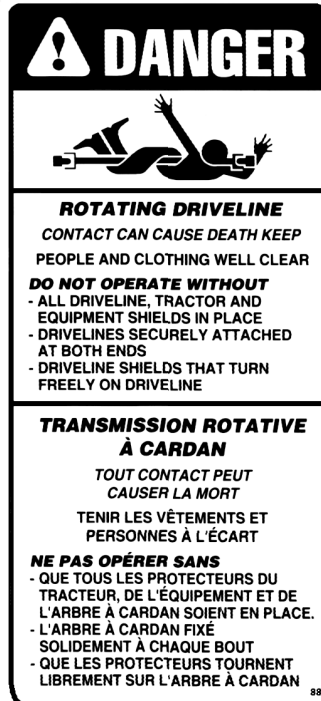 DANGER
ROTATING DRIVELINE
CONTACT CAN CAUSE DEATH KEEP
PEOPLE AND CLOTHING WELL CLEAR
DO NOT OPERATE WITHOUT
- ALL DRIVELINE, TRACTOR AND
EQUIPMENT SHIELDS IN PLACE
- DRIVELINES SECURELY ATTACHED
AT BOTH ENDS
- DRIVELINE SHIELDS THAT TURN
FREELY ON DRIVELINE
TRANSMISSION ROTATIVE
À CARDAN
TOUT CONTACT PEUT
CAUSER LA MORT
TENIR LES VÊTEMENTS ET
PERSONNES À L'ÉCART
NE PAS OPÉRER SANS
- QUE TOUS LES PROTECTEURS DU
TRACTEUR, DE L'ÉQUIPEMENT ET DE
L'ARBRE À CARDAN SOIENT EN PLACE.
- L'ARBRE À CARDAN FIXÉ
SOLIDEMENT À CHAQUE BOUT
- QUE LES PROTECTEURS TOURNENT
LIBREMENT SUR L'ARBRE À CARDAN